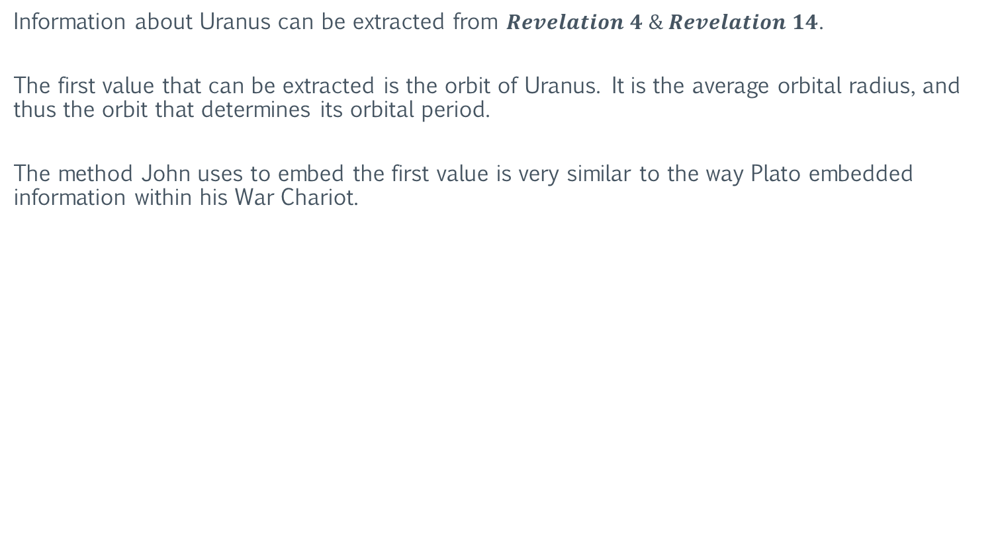 Information about Uranus can be extracted from Revelation 4 & Revelation 14.
The first value that can be extracted is the orbit of Uranus. It is the average orbital radius, and
thus the orbit that determines its orbital period.
The method John uses to embed the first value is very similar to the way Plato embedded
information within his War Chariot.